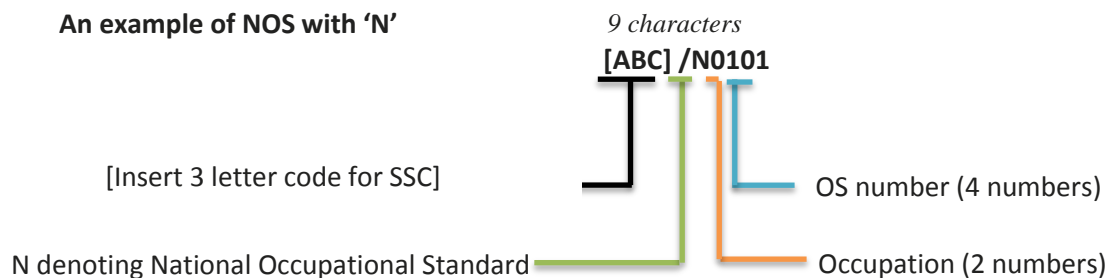 An example of NOS with ‘N’
9 characters
[ABC] /N0101
[Insert 3 letter code for SSC]
OS number (4 numbers)
N denoting National Occupational Standard
Occupation (2 numbers)